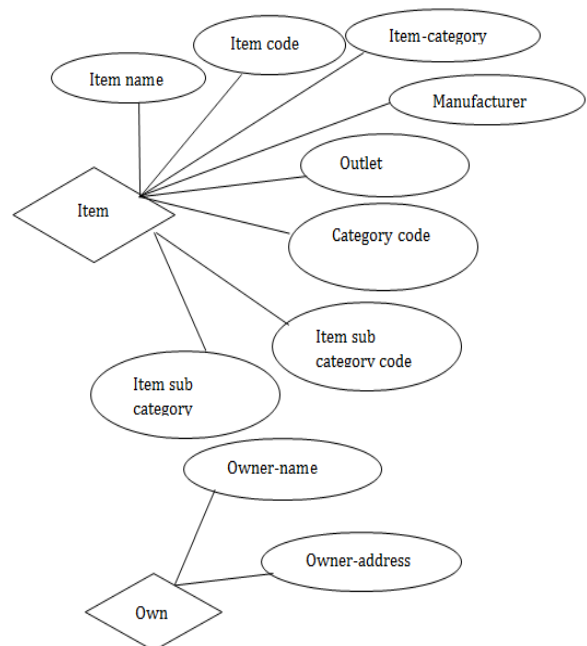 Item code
Item-category
Item name
Manufacturer
Outlet
Item
Category code
Item sub
category code
Item sub
category
Owner-name
Owner-address
Own